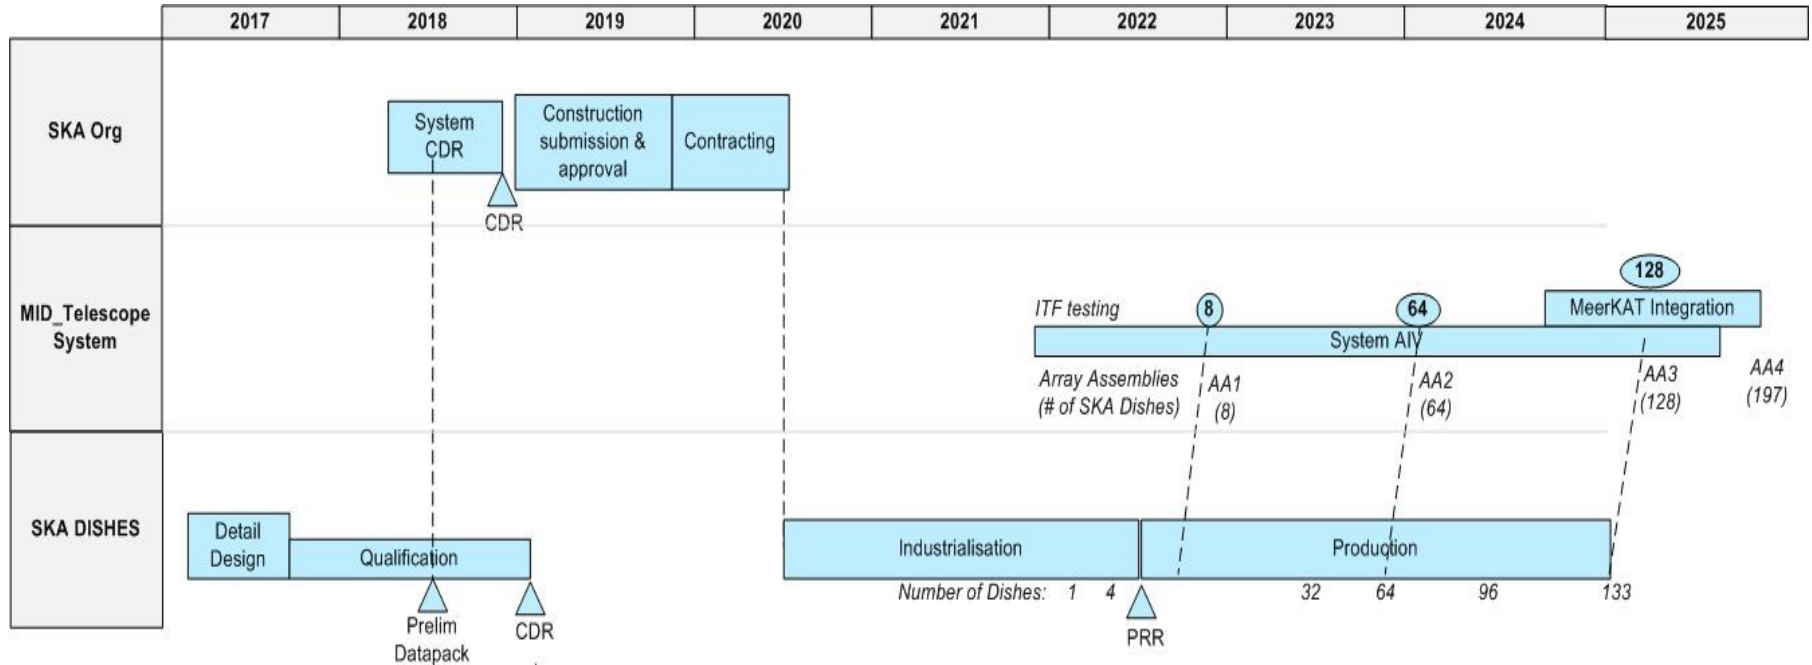 2017 2018 2019 2020 2021 2022 2023 2024 2025
SKA Org
System
CDR
CDR
Construction
submission &
approval
Contracting
MID_Telescope
System
ITF testing
8
64
128
MeerKAT Integration
System AIV
Array Assemblies
(# of SKA Dishes)
AA1
(8)
AA2
(64)
AA3
(128)
AA4
(197)
SKA DISHES
Detail
Design
Qualification
Prelim
Datapack
CDR
Industrialisation
Production
Number of Dishes: 1 4 32 64 96 133
PRR